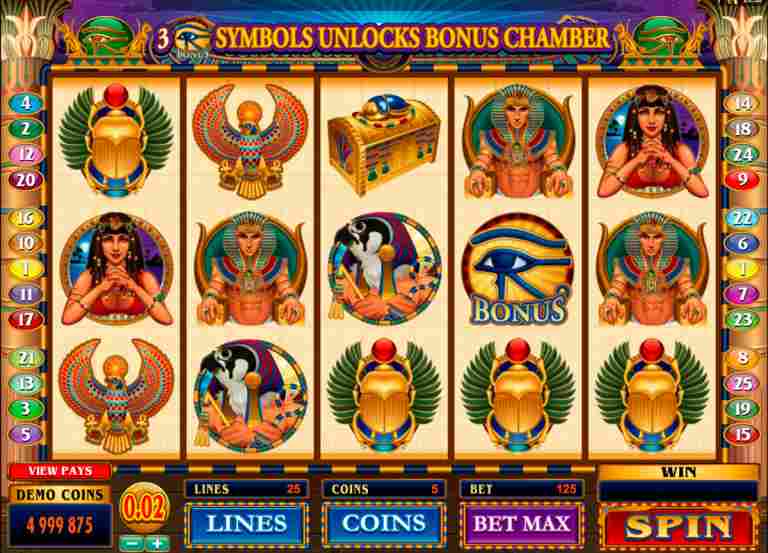 3 BONUS SYMBOLS UNLOCKS BONUS CHAMBER
4
2
12
20
16
10
1
11
17
21
13
3
5
14
18
24
9
22
6
1
7
23
8
25
19
15
BONUS
VIEW PAYS
DEMO COINS
4 999 875
0.02
LINES 25
COINS 5
BET 125
LINES
COINS
BET MAX
WIN
SPIN